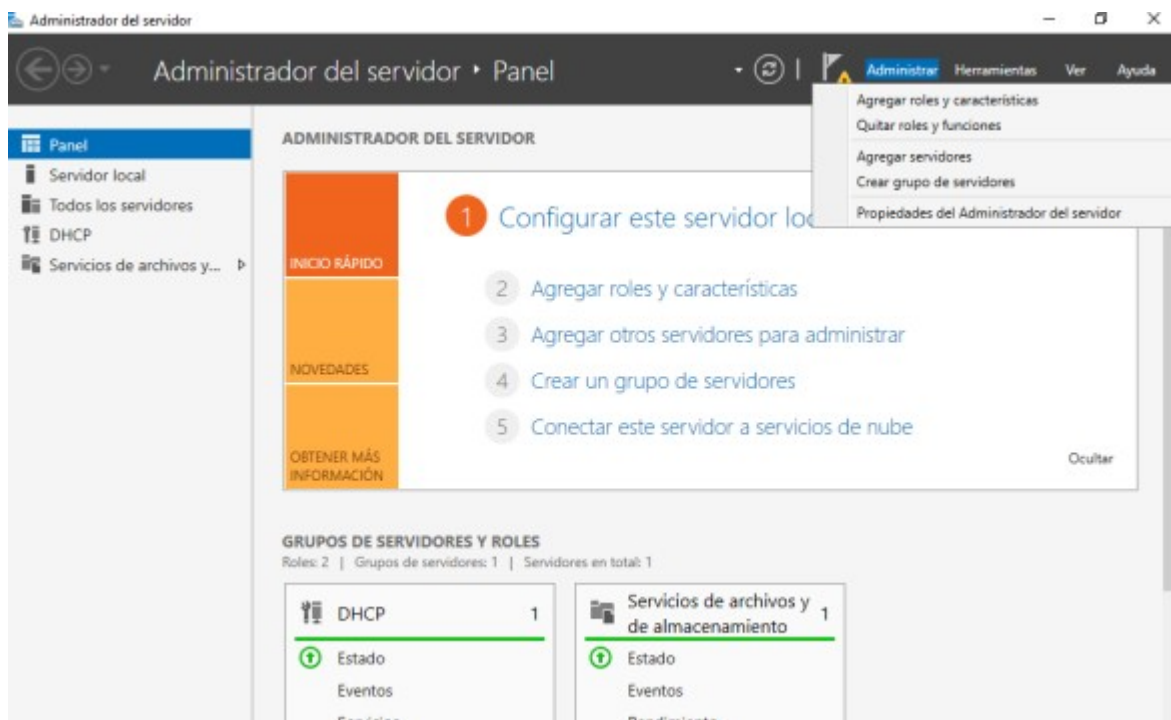 Administrador del servidor
Administrador del servidor • Panel
Administrar Herramientas Ver Ayuda
Agregar roles y características
Quitar roles y funciones
Agregar servidores
Crear grupo de servidores
Propiedades del Administrador del servidor
Panel
Servidor local
Todos los servidores
DHCP
Servicios de archivos y...
ADMINISTRADOR DEL SERVIDOR
INICIO RÁPIDO
NOVEDADES
OBTENER MÁS
INFORMACIÓN
1 Configurar este servidor loc
2 Agregar roles y características
3 Agregar otros servidores para administrar
4 Crear un grupo de servidores
5 Conectar este servidor a servicios de nube
Ocultar
GRUPOS DE SERVIDORES Y ROLES
Roles: 2 | Grupos de servidores: 1 | Servidores en total: 1
DHCP 1
Estado
Eventos
Servicios
Servicios de archivos y
de almacenamiento 1
Estado
Eventos
Rendimiento